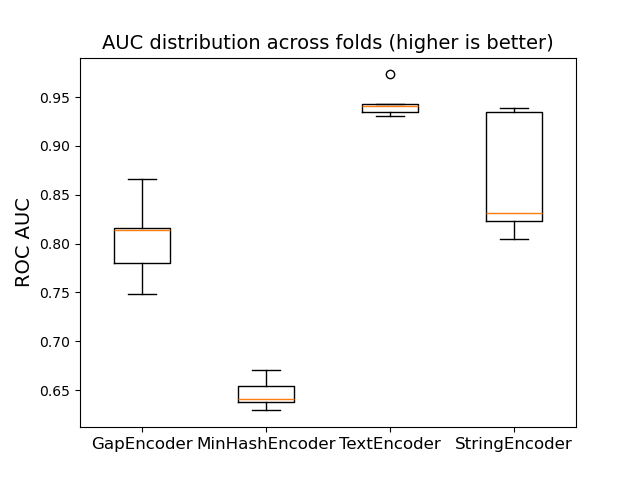 AUC distribution across folds (higher is better)
ROC AUC
0.95
0.90
0.85
0.80
0.75
0.70
0.65
GapEncoder MinHashEncoder TextEncoder StringEncoder